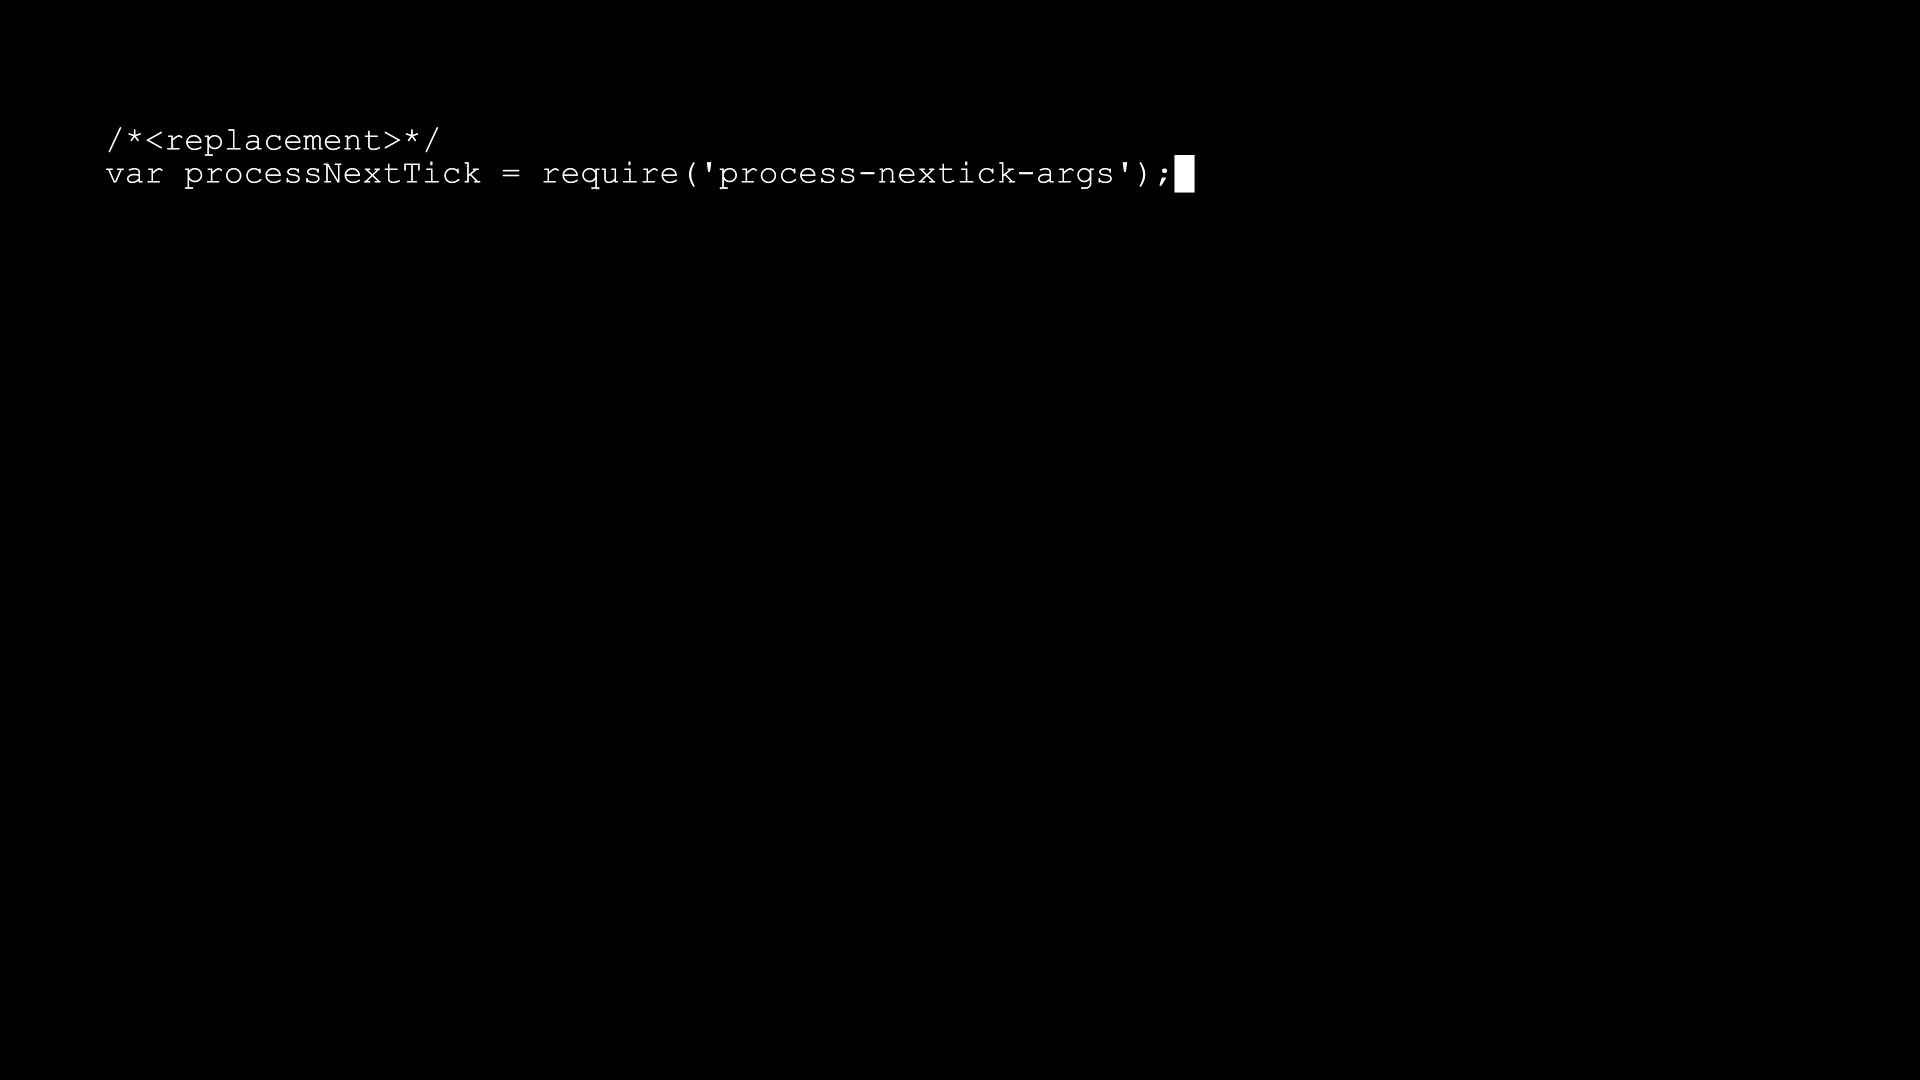 /*<replacement>*/
var processNextTick = require('process-nextick-args');